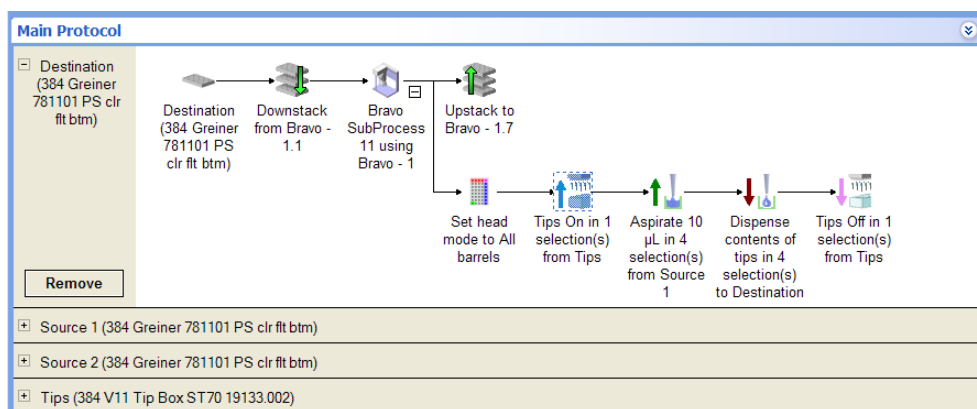 Main Protocol
Destination
(384 Greiner
781101 PS clr
flt btm)
Remove
Destination
(384 Greiner
781101 PS
clr flt btm)
Downstack
from Bravo -
1.1
Bravo
SubProcess
11 using
Bravo - 1
Upstack to
Bravo - 1.7
Set head
mode to All
barrels
Tips On in 1
selection(s)
from Tips
Aspirate 10
µL in 4
selection(s)
from Source
1
Dispense
contents of
tips in 4
selection(s)
to Destination
Tips Off in 1
selection(s)
from Tips
Source 1 (384 Greiner 781101 PS clr flt btm)
Source 2 (384 Greiner 781101 PS clr flt btm)
Tips (384 V11 Tip Box ST70 19133.002)